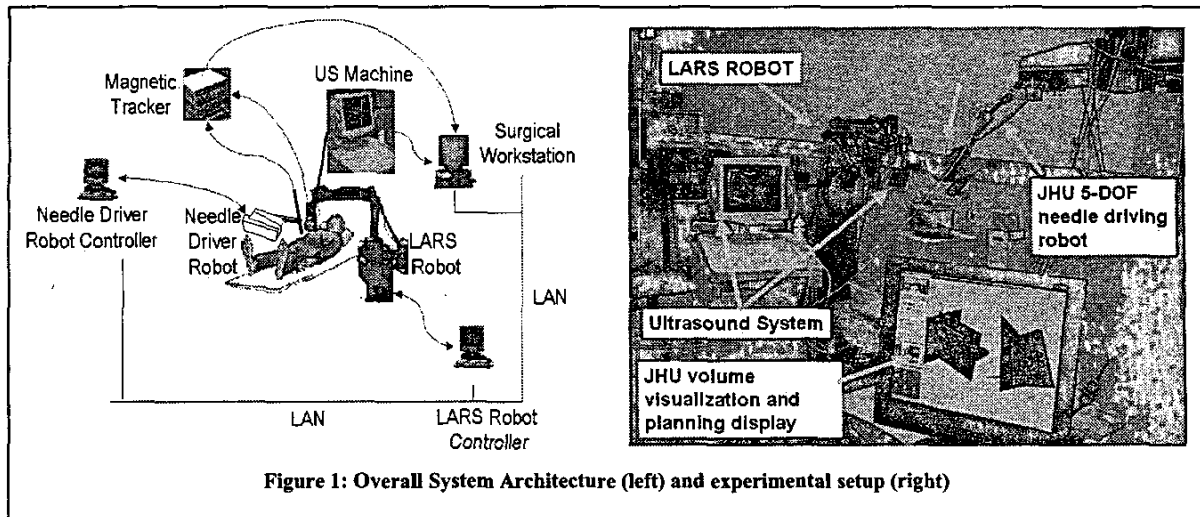 Magnetic
Tracker
US Machine
Surgical
Workstation
Needle Driver
Robot Controller
Needle
Driver
Robot
LARS
Robot
LAN
LAN
LARS Robot
Controller
LARS ROBOT
JHU 5-DOF
needle driving
robot
Ultrasound System
JHU volume
visualization and
planning display
Figure 1: Overall System Architecture (left) and experimental setup (right)